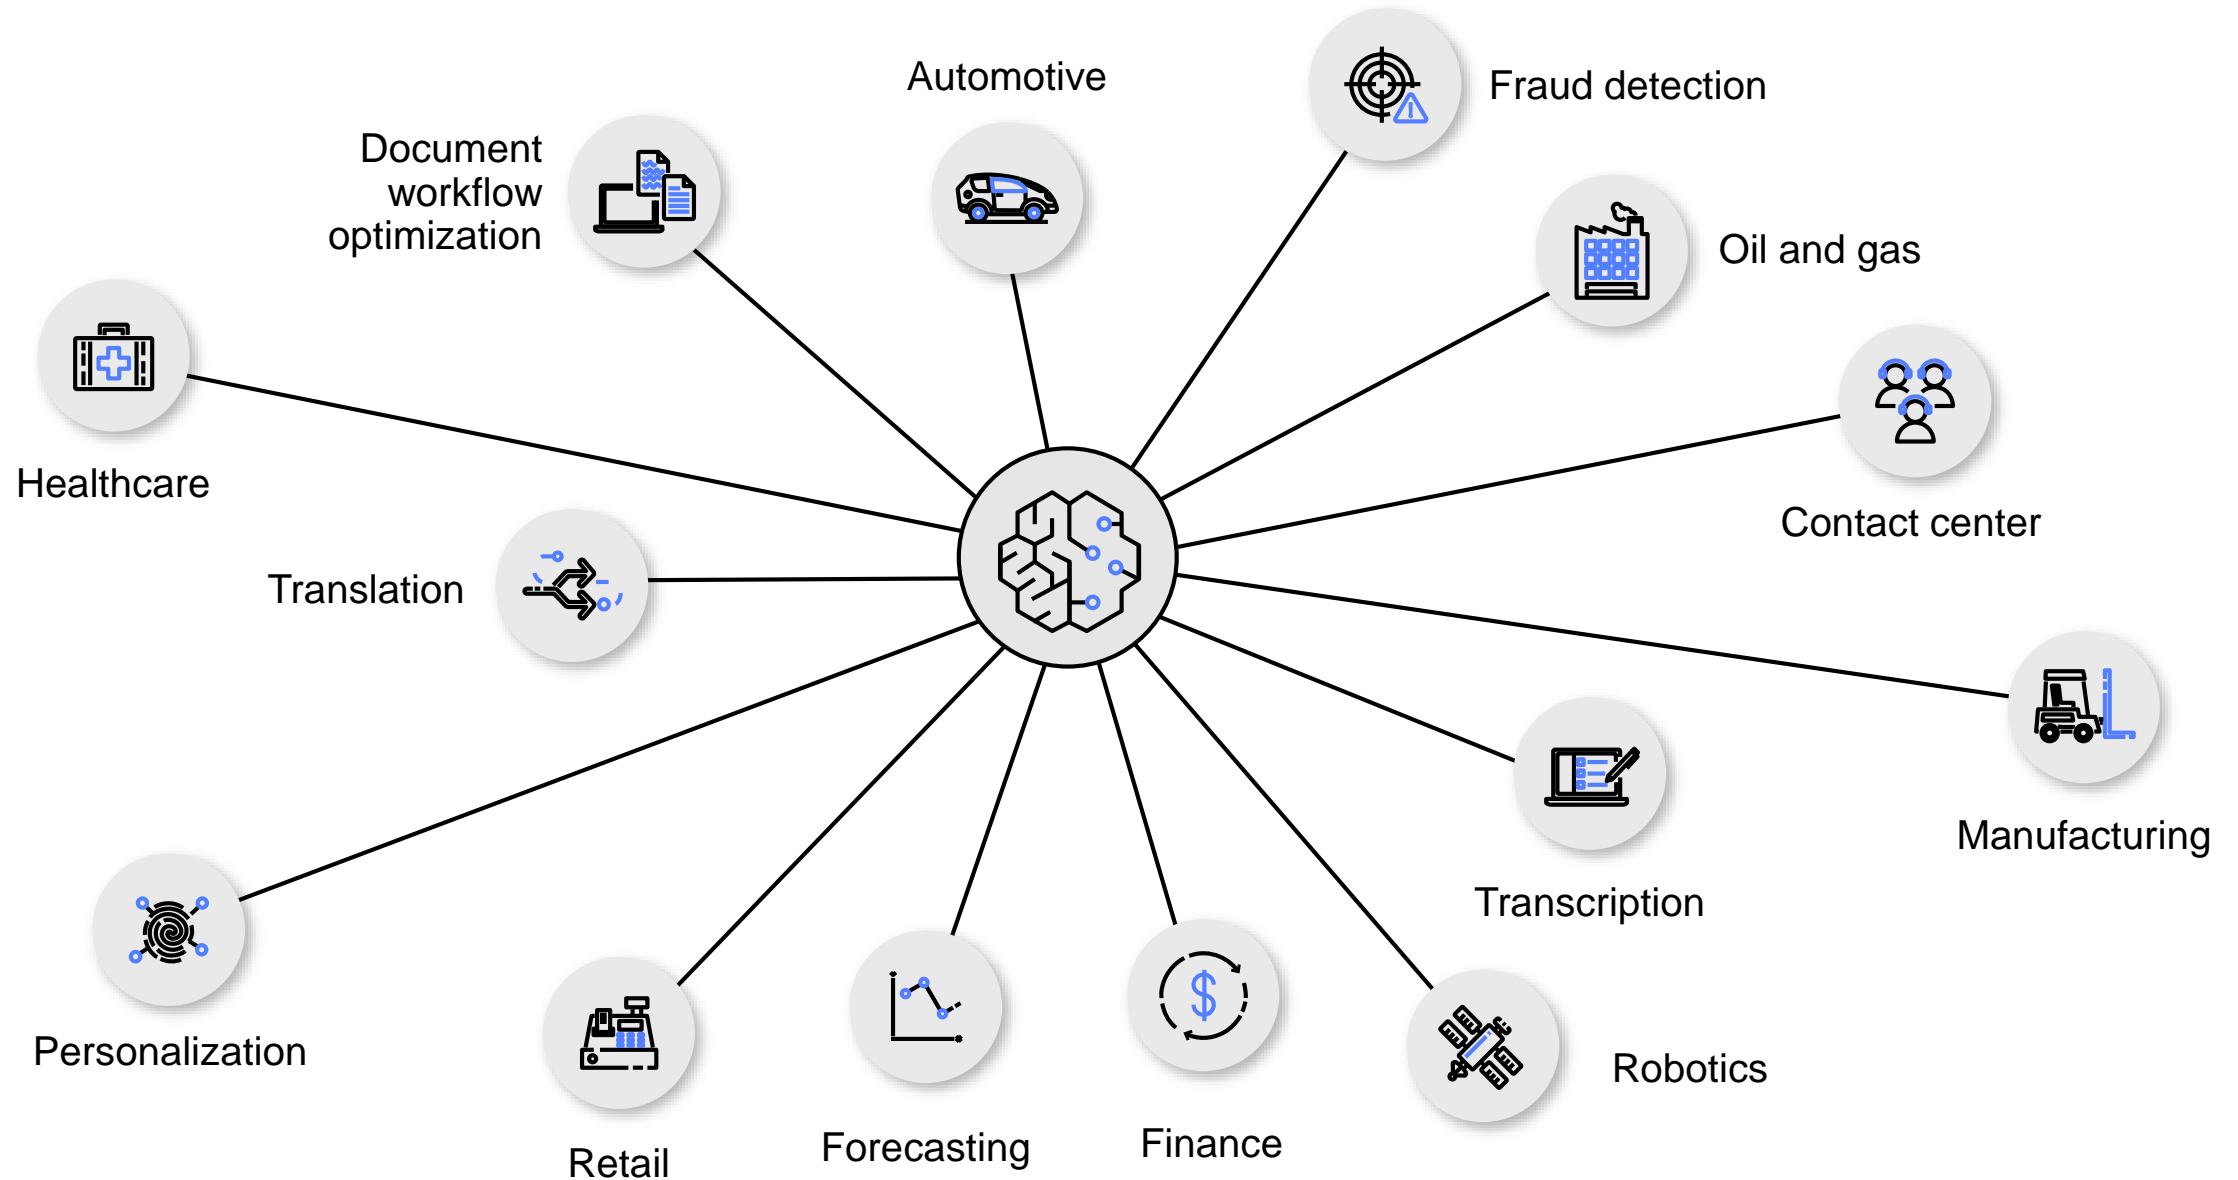 Automotive
Fraud detection
Document
workflow
optimization
Oil and gas
Healthcare
Contact center
Translation
Manufacturing
Transcription
Personalization
Robotics
Retail
Forecasting
Finance